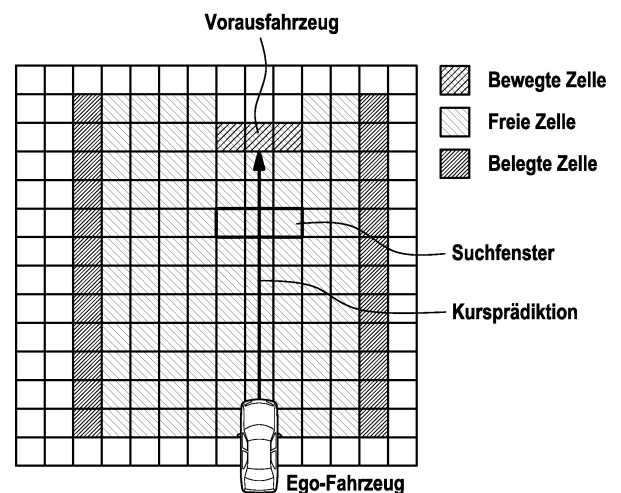 Vorausfahrzeug
Bewegte Zelle
Freie Zelle
Belegte Zelle
Suchfenster
Kursprädiktion
Ego-Fahrzeug